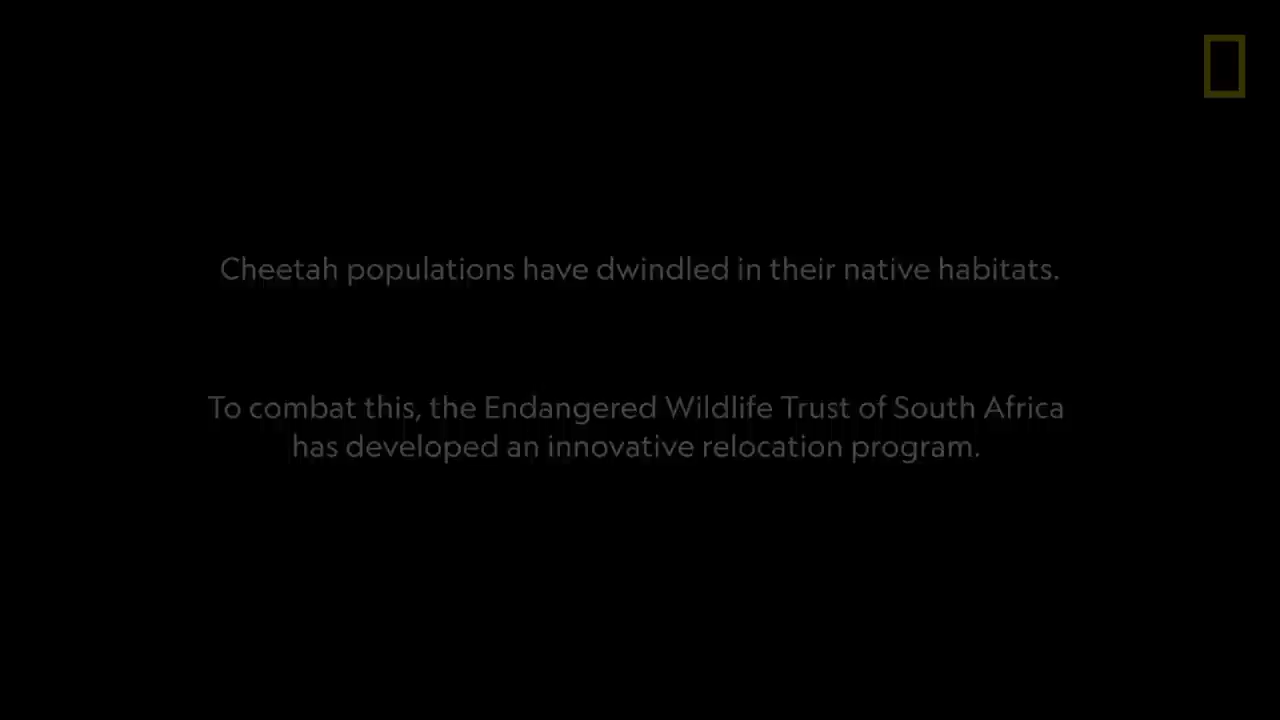 Cheetah populations have dwindled in their native habitats.
To combat this, the Endangered Wildlife Trust of South Africa
has developed an innovative relocation program.